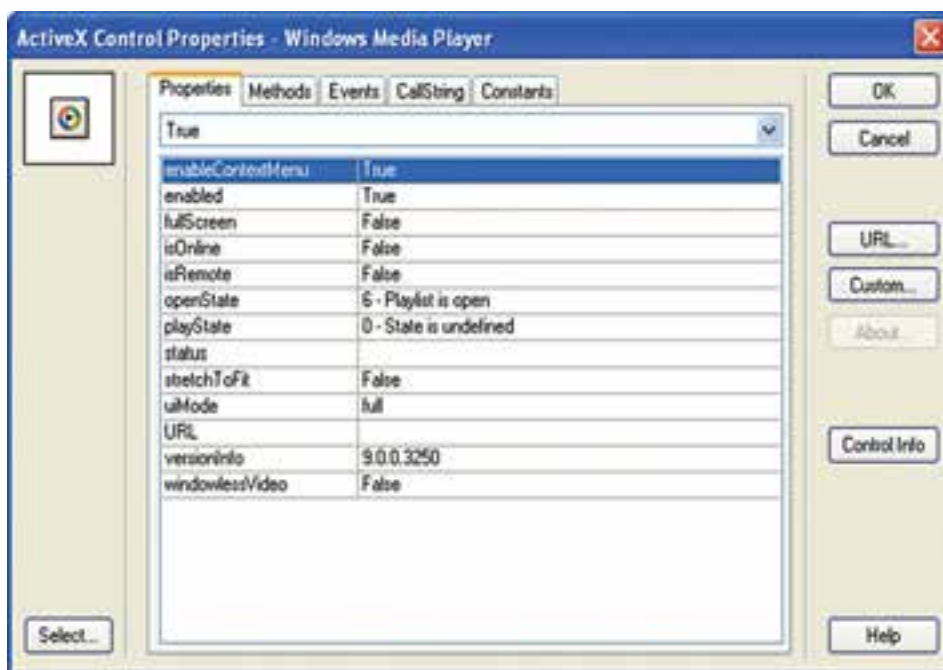 ActiveX Control Properties - Windows Media Player
Properties Methods Events CallString Constants
True
enableContextMenu True
enabled True
fullScreen False
isOnline False
isRemote False
openState 6 - Playlist is open
playState 0 - State is undefined
status
stretchToFit False
uiMode full
URL
versionInfo 9.0.0.3250
windowlessVideo False
OK
Cancel
URL...
Custom...
About...
Control Info
Select...
Help